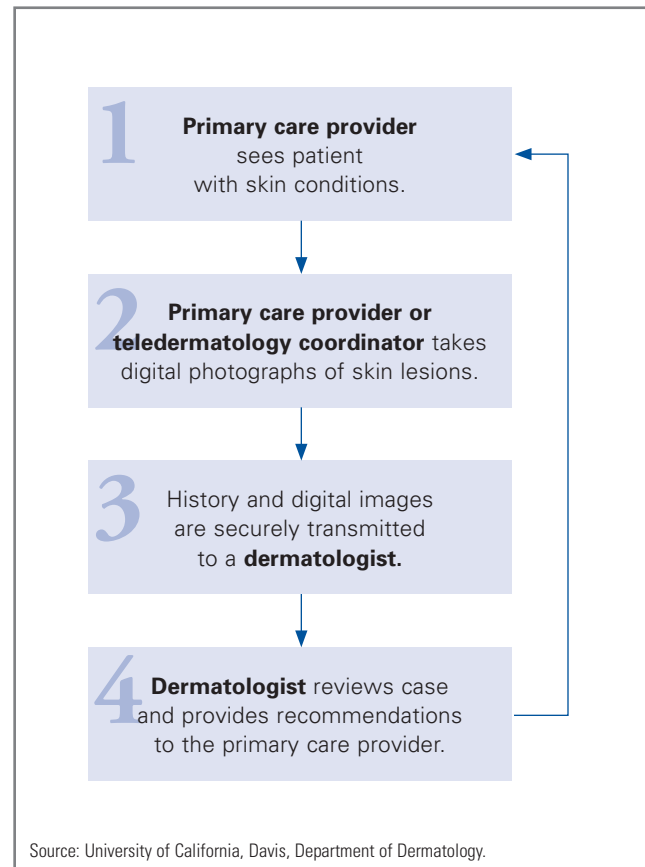 1
Primary care provider
sees patient
with skin conditions.
2
Primary care provider or
teledermatology coordinator takes
digital photographs of skin lesions.
3
History and digital images
are securely transmitted
to a dermatologist.
4
Dermatologist reviews case
and provides recommendations
to the primary care provider.
Source: University of California, Davis, Department of Dermatology.